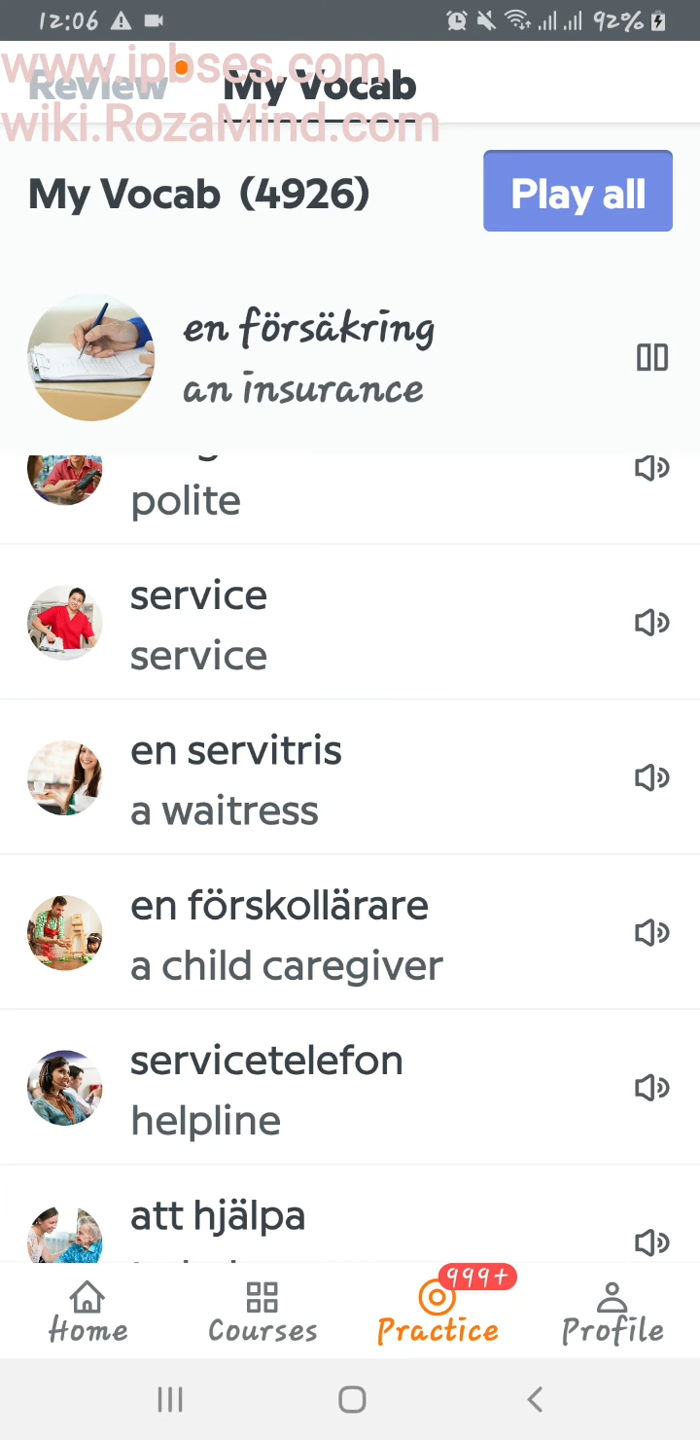 12:06 92%
www.ipbses.com
Review My Vocab
wiki.RozaMind.com
My Vocab (4926) Play all
en försäkring
an insurance
polite
service
service
en servitris
a waitress
en förskollärare
a child caregiver
servicetelefon
helpline
att hjälpa
999+
Home Courses Practice Profile